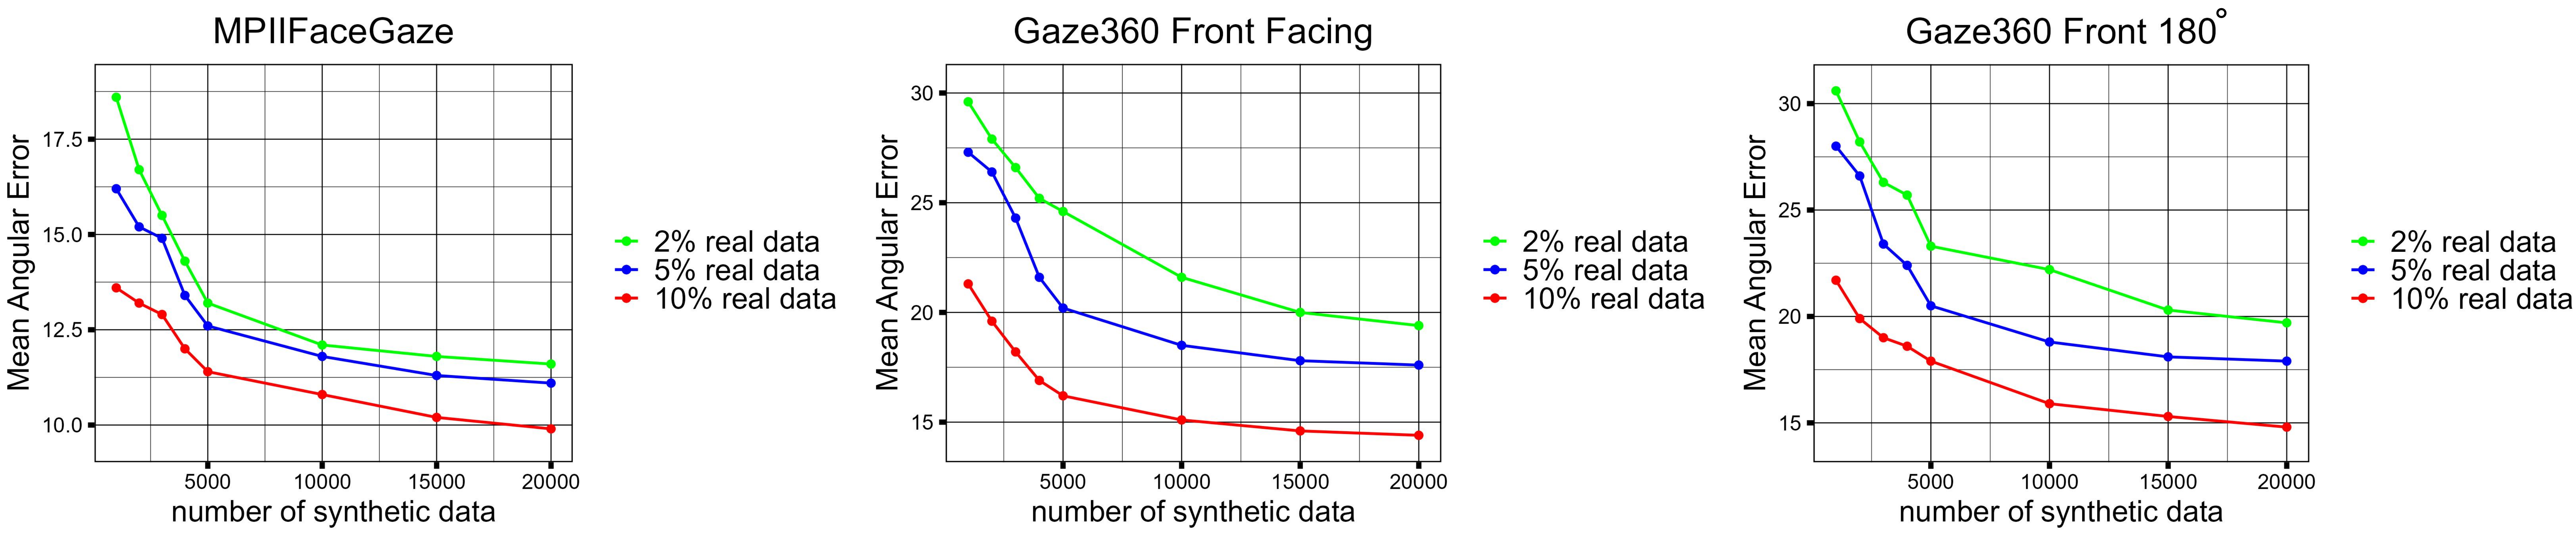 MPIIFaceGaze
Mean Angular Error
17.5
15.0
12.5
10.0
5000 10000 15000 20000
number of synthetic data
2% real data
5% real data
10% real data
Gaze360 Front Facing
Mean Angular Error
30
25
20
15
5000 10000 15000 20000
number of synthetic data
2% real data
5% real data
10% real data
Gaze360 Front 180°
Mean Angular Error
30
25
20
15
5000 10000 15000 20000
number of synthetic data
2% real data
5% real data
10% real data